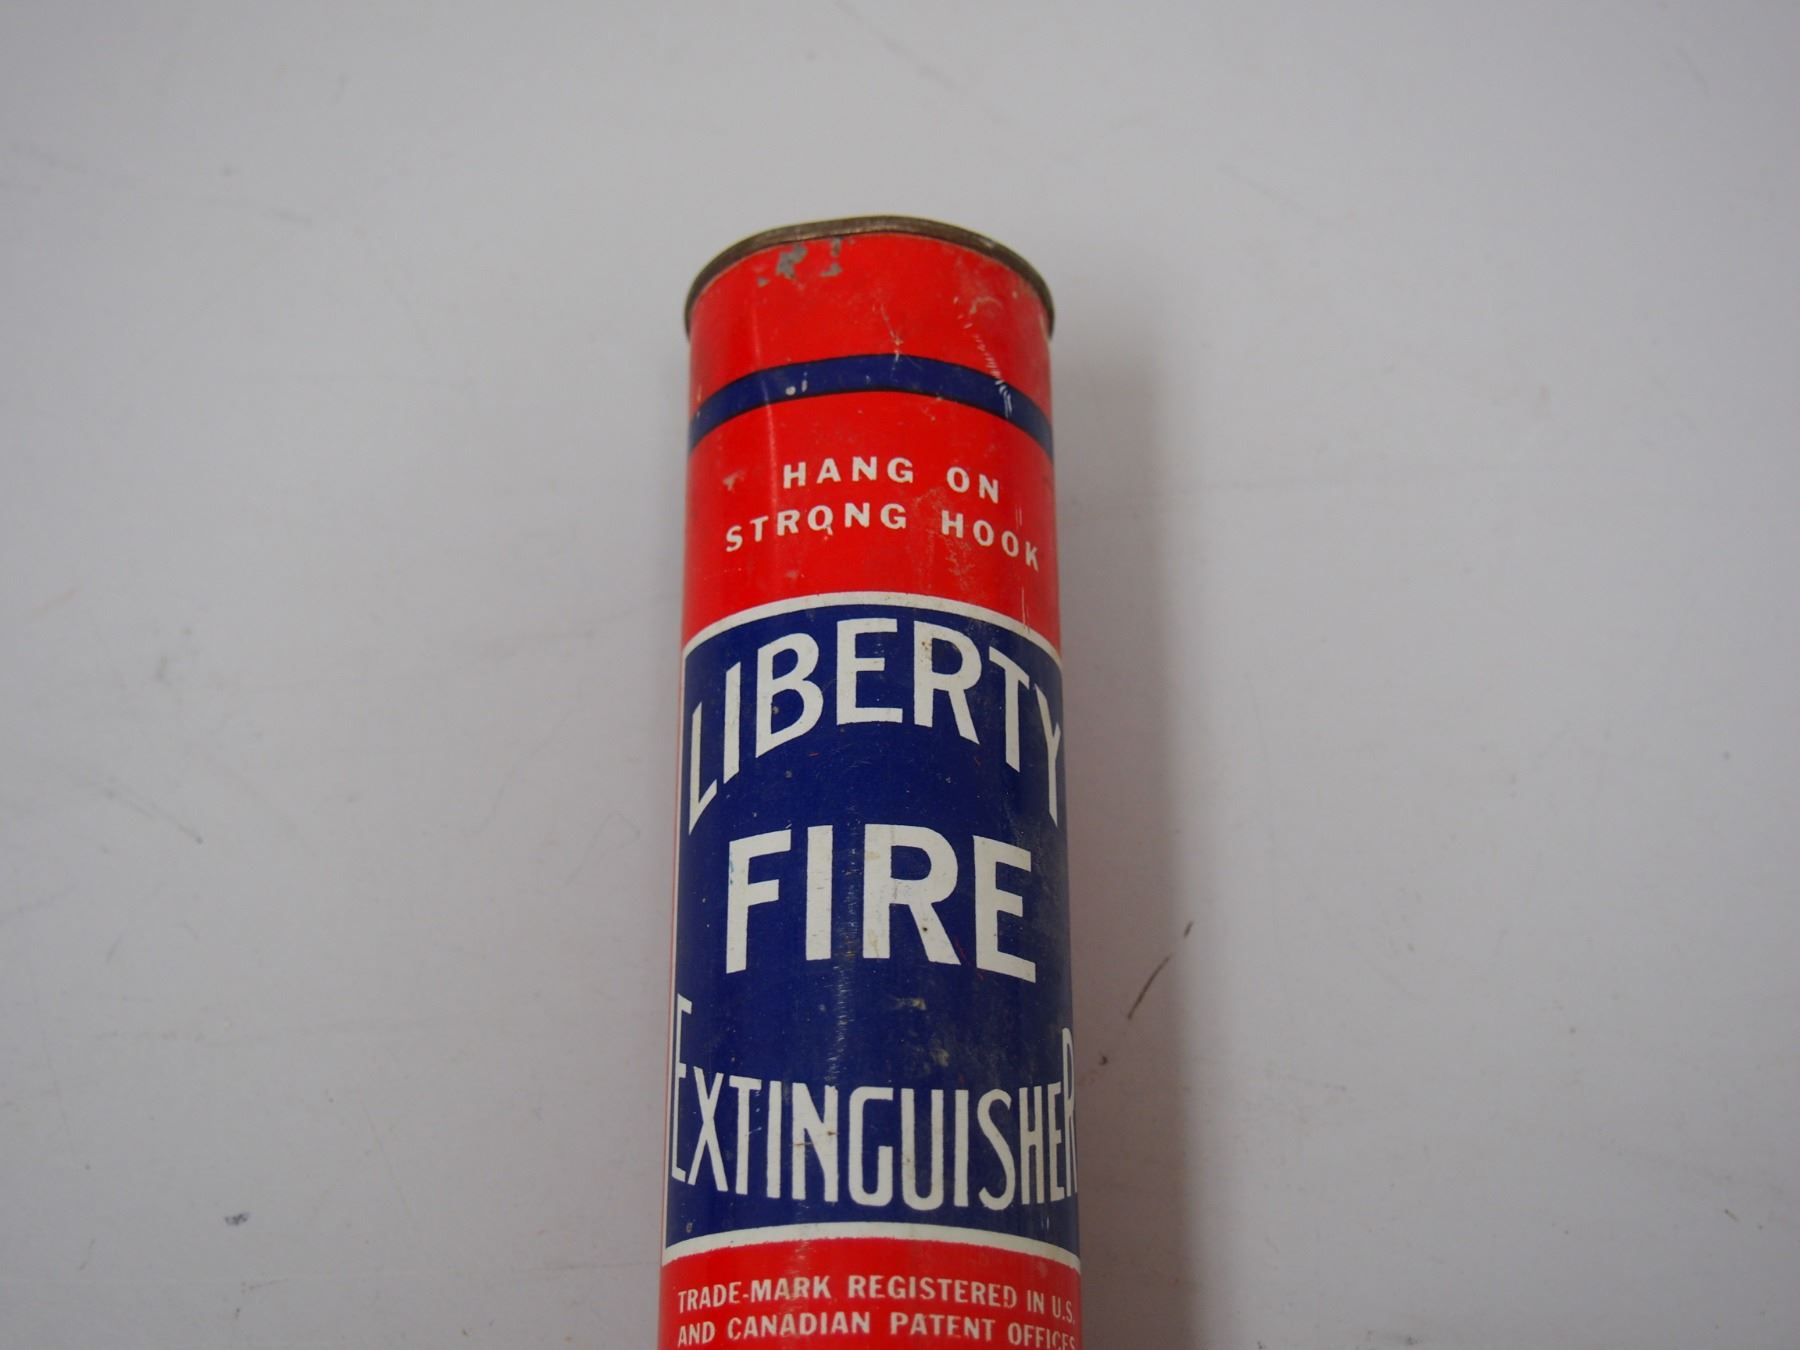 HANG ON
STRONG HOOK
LIBERTY
FIRE
EXTINGUISHER
TRADE-MARK REGISTERED IN U.S.
AND CANADIAN PATENT OFFICES